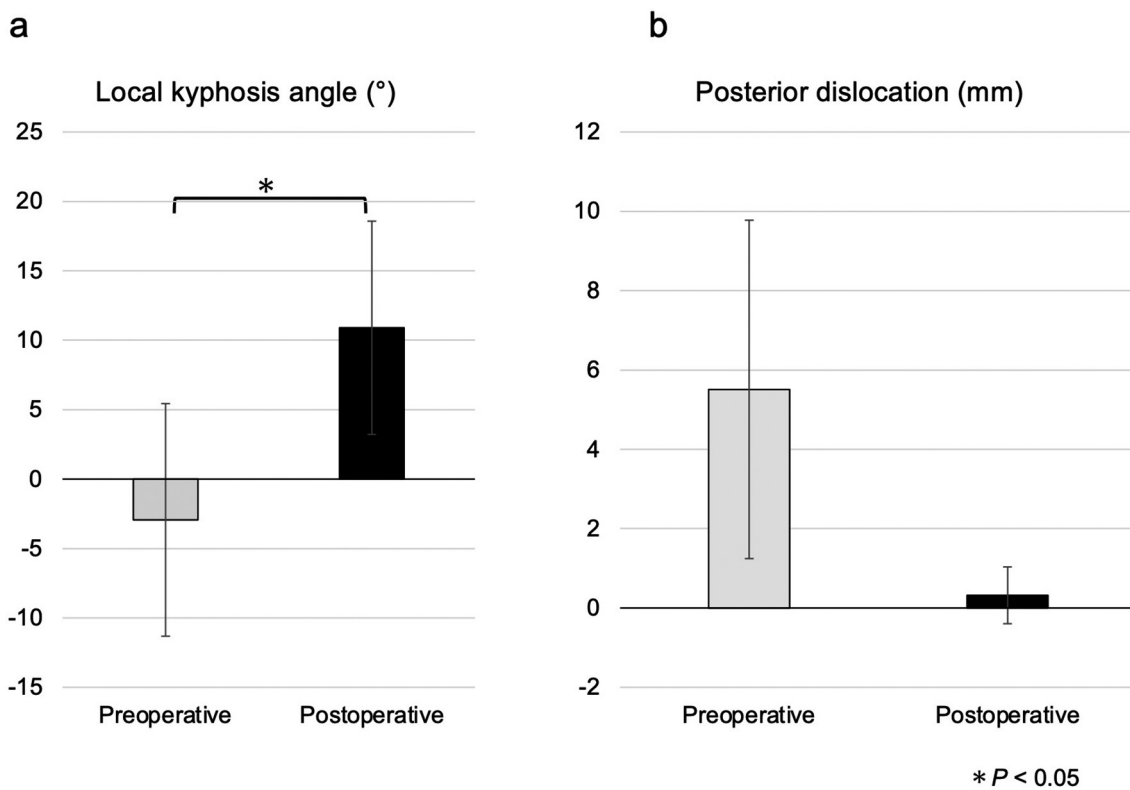 a
Local kyphosis angle (°)
25
20
15
10
5
0
-5
-10
-15
*
Preoperative
Postoperative
b
Posterior dislocation (mm)
12
10
8
6
4
2
0
-2
Preoperative
Postoperative
* P < 0.05